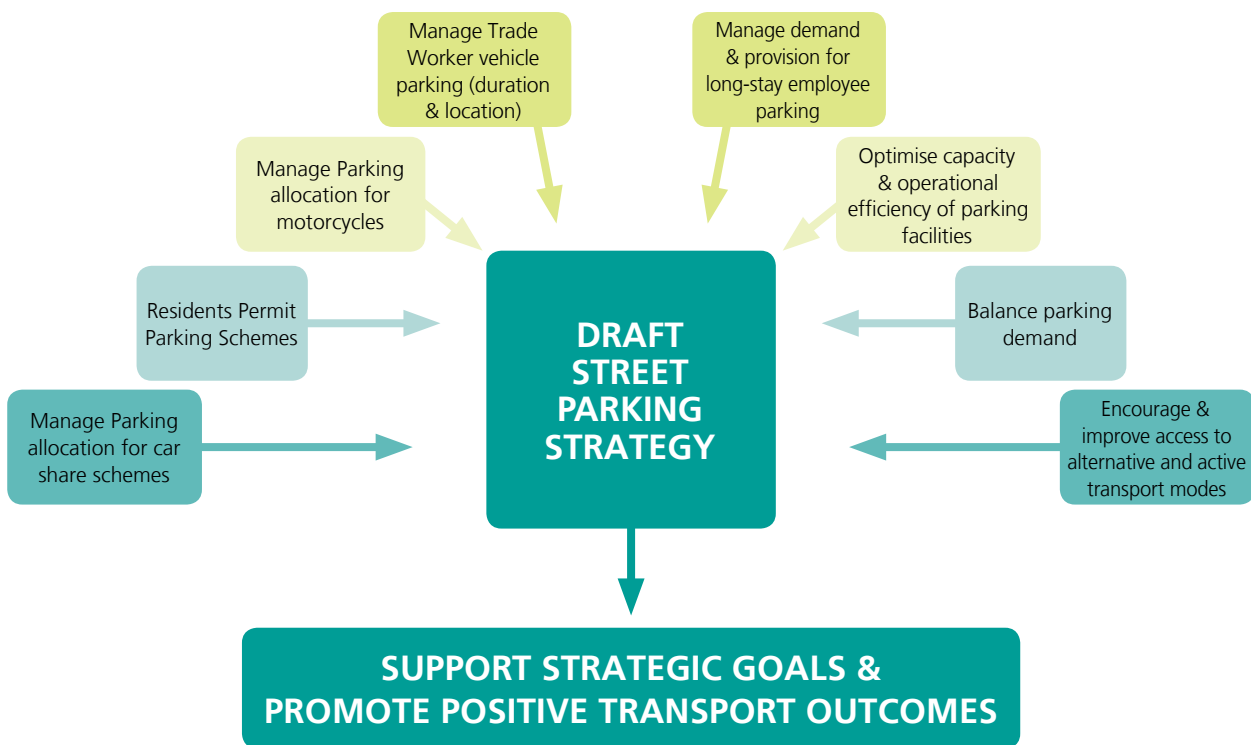 Manage Trade
Worker vehicle
parking (duration
& location)
Manage demand
& provision for
long-stay employee
parking
Manage Parking
allocation for
motorcycles
Optimise capacity
& operational
efficiency of parking
facilities
Residents Permit
Parking Schemes
Balance parking
demand
Manage Parking
allocation for car
share schemes
Encourage &
improve access to
alternative and active
transport modes
DRAFT
STREET
PARKING
STRATEGY
SUPPORT STRATEGIC GOALS &
PROMOTE POSITIVE TRANSPORT OUTCOMES